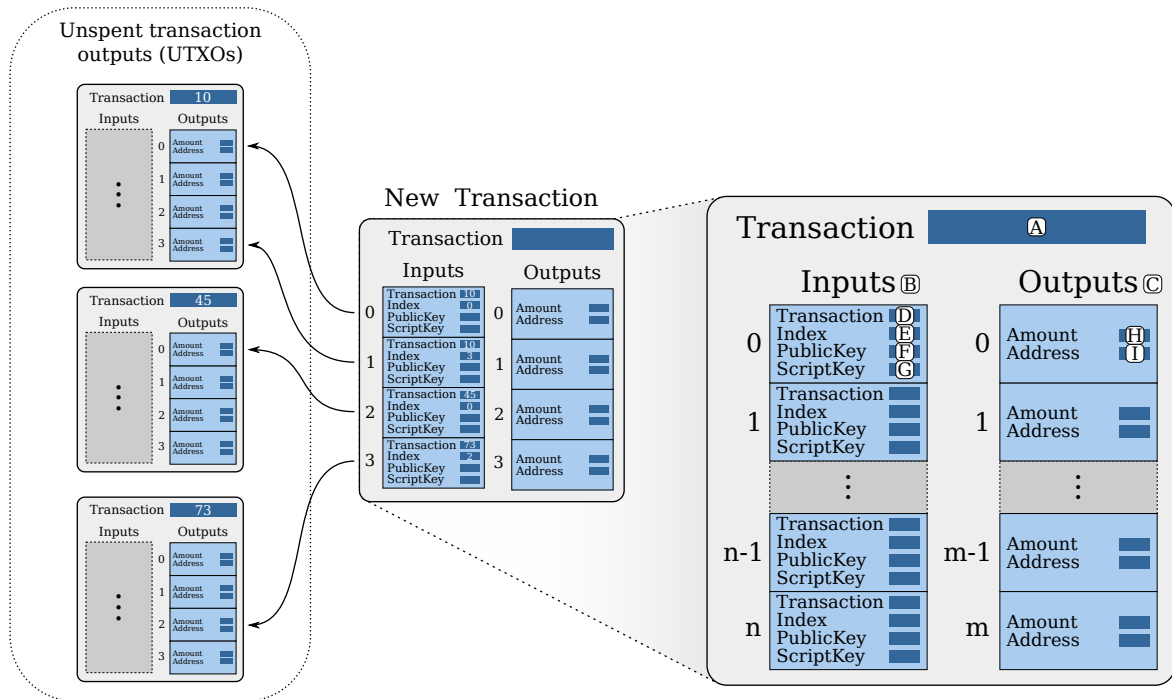 Unspent transaction
outputs (UTXOs)
Transaction 10
Inputs Outputs
0 Amount
Address
1 Amount
Address
2 Amount
Address
3 Amount
Address
Transaction 45
Inputs Outputs
0 Amount
Address
1 Amount
Address
2 Amount
Address
3 Amount
Address
Transaction 73
Inputs Outputs
0 Amount
Address
1 Amount
Address
2 Amount
Address
3 Amount
Address
New Transaction
Transaction
Inputs
0 Transaction 10
Index 0
PublicKey
ScriptKey
1 Transaction 10
Index 3
PublicKey
ScriptKey
2 Transaction 45
Index 0
PublicKey
ScriptKey
3 Transaction 73
Index 2
PublicKey
ScriptKey
Outputs
0 Amount
Address
1 Amount
Address
2 Amount
Address
3 Amount
Address
Transaction A
Inputs B
0 Transaction D
Index E
PublicKey F
ScriptKey G
1 Transaction
Index
PublicKey
ScriptKey
n-1 Transaction
Index
PublicKey
ScriptKey
n Transaction
Index
PublicKey
ScriptKey
Outputs C
0 Amount H
Address I
1 Amount
Address
m-1 Amount
Address
m Amount
Address